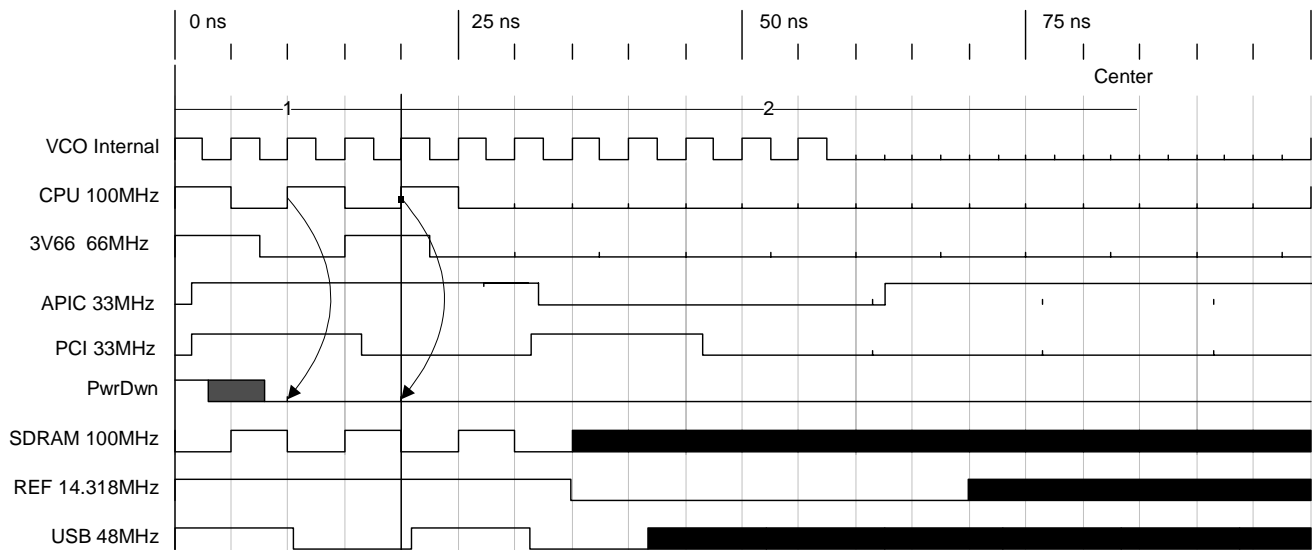 0 ns 25 ns 50 ns 75 ns
Center
1 2
VCO Internal
CPU 100MHz
3V66 66MHz
APIC 33MHz
PCI 33MHz
PwrDwn
SDRAM 100MHz
REF 14.318MHz
USB 48MHz